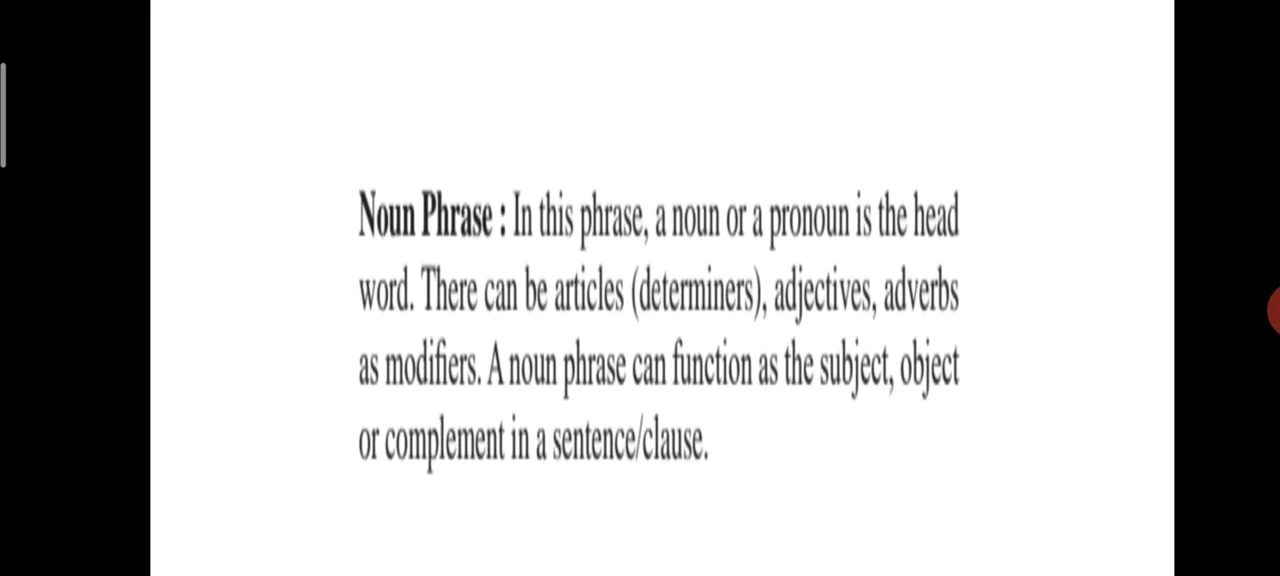 Noun Phrase : In this phrase, a noun or a pronoun is the head
word. There can be articles (determiners), adjectives, adverbs
as modifiers. A noun phrase can function as the subject, object
or complement in a sentence/clause.